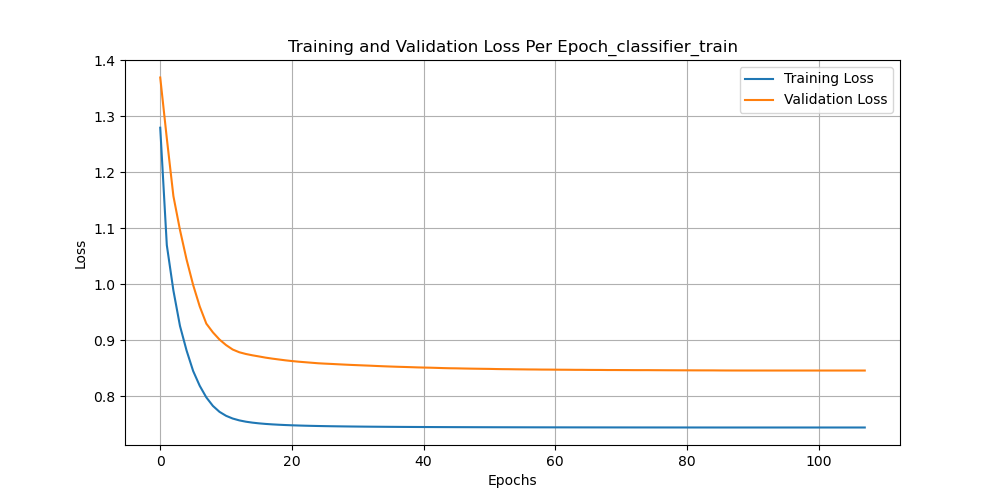 Training and Validation Loss Per Epoch_classifier_train
Training Loss
Validation Loss
1.4
1.3
1.2
1.1
1.0
0.9
0.8
Loss
0 20 40 60 80 100
Epochs